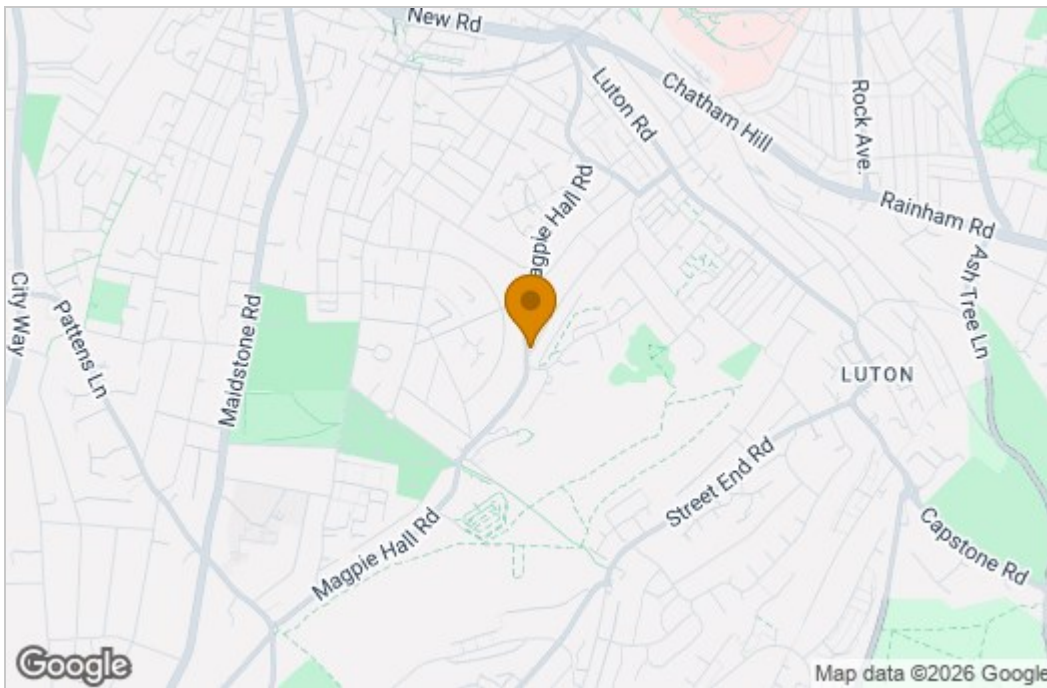 New Rd
Luton Rd
Chatham Hill
Rock Ave.
Rainham Rd
Ash Tree Ln
agpie Hall Rd
City Way
Pattens Ln
Maidstone Rd
LUTON
Street End Rd
Magpie Hall Rd
Capstone Rd
Google
Map data ©2026 Google